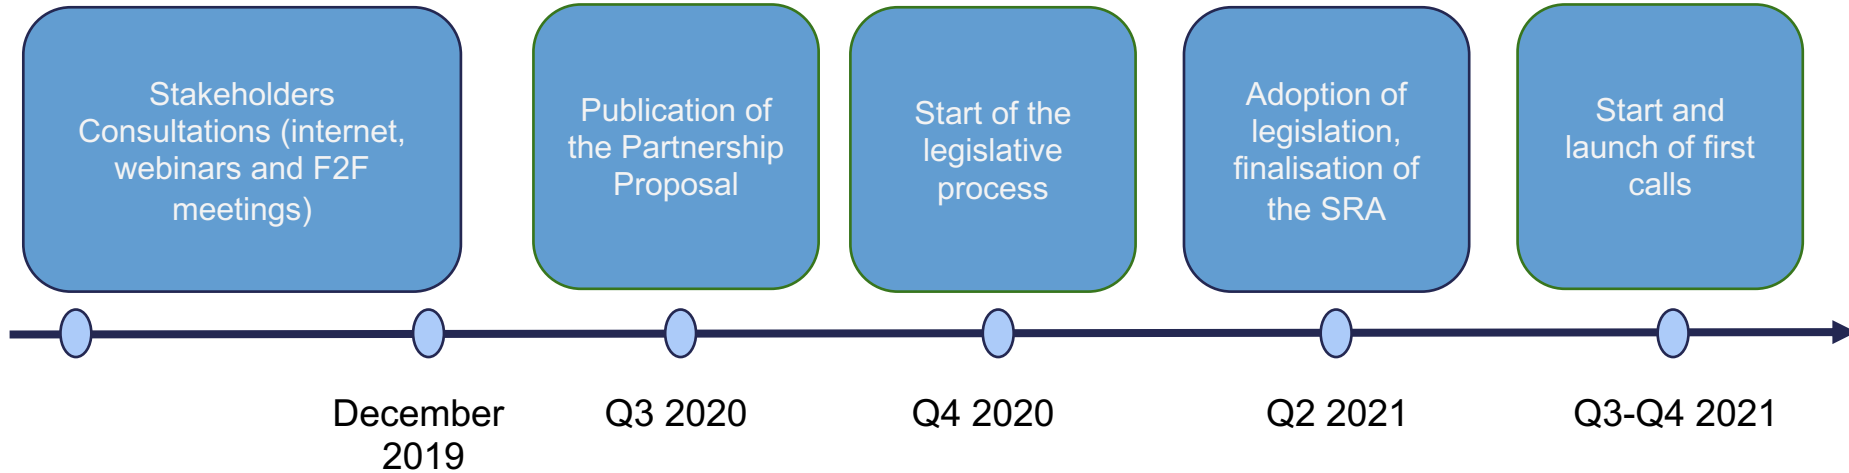 Stakeholders
Consultations (internet,
webinars and F2F
meetings)
Publication of
the Partnership
Proposal
Start of the
legislative
process
Adoption of
legislation,
finalisation of
the SRA
Start and
launch of first
calls
December
2019
Q3 2020
Q4 2020
Q2 2021
Q3-Q4 2021